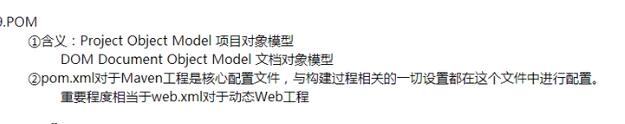 9.POM
①含义：Project Object Model 项目对象模型
DOM Document Object Model 文档对象模型
②pom.xml对于Maven工程是核心配置文件，与构建过程相关的一切设置都在这个文件中进行配置。
重要程度相当于web.xml对于动态Web工程